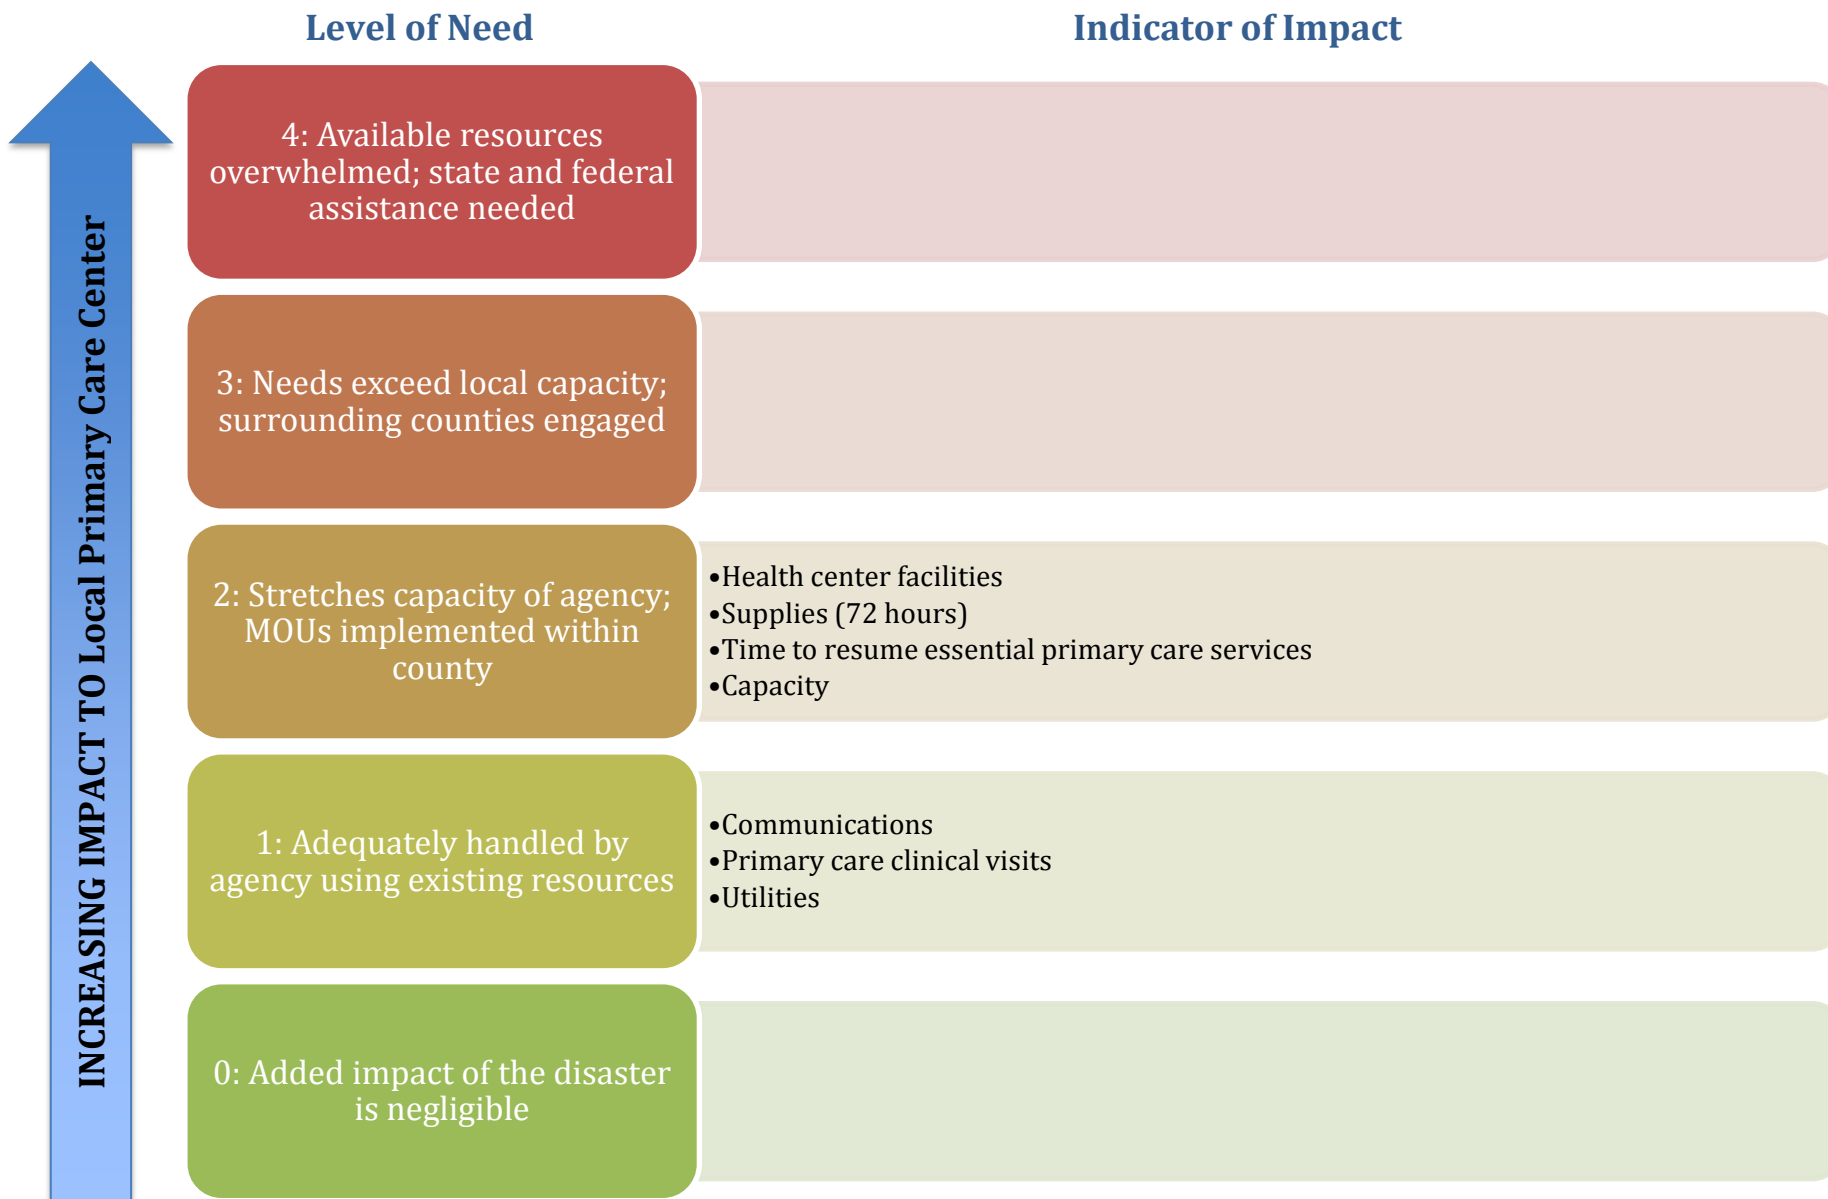 Level of Need
Indicator of Impact
INCREASING IMPACT TO Local Primary Care Center
4: Available resources
overwhelmed; state and federal
assistance needed
3: Needs exceed local capacity;
surrounding counties engaged
2: Stretches capacity of agency;
MOUs implemented within
county
•Health center facilities
•Supplies (72 hours)
•Time to resume essential primary care services
•Capacity
1: Adequately handled by
agency using existing resources
•Communications
•Primary care clinical visits
•Utilities
0: Added impact of the disaster
is negligible